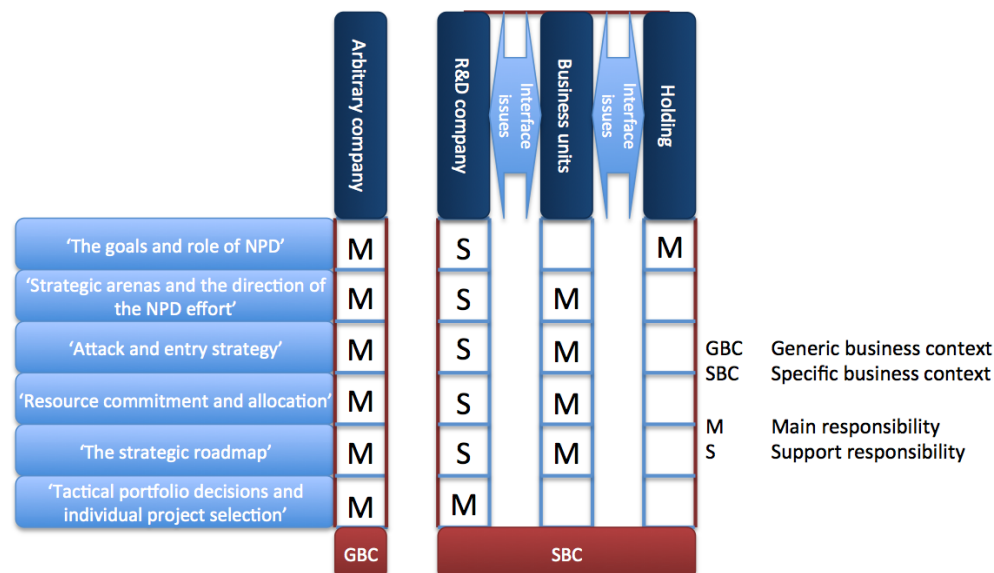 Arbitrary company
R&D company
Interface
issues
Business units
Interface
issues
Holding
‘The goals and role of NPD’
M
S
M
‘Strategic arenas and the direction of
the NPD effort’
M
S
M
‘Attack and entry strategy’
M
S
M
‘Resource commitment and allocation’
M
S
M
‘The strategic roadmap’
M
S
M
‘Tactical portfolio decisions and
individual project selection’
M
M
GBC
SBC
GBC Generic business context
SBC Specific business context
M Main responsibility
S Support responsibility